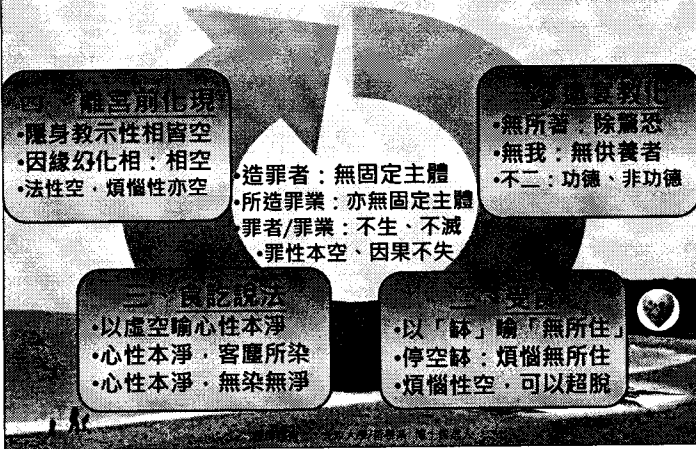 四、離宮前化現
•隱身教示性相皆空
•因緣幻化相：相空
•法性空，煩惱性亦空
•無所著：除驚恐
•無我：無供養者
•不二：功德、非功德
•造罪者：無固定主體
•所造罪業：亦無固定主體
•罪者/罪業：不生、不滅
•罪性本空、因果不失
三、食訖說法
•以虛空喻心性本淨
•心性本淨，客塵所染
•心性本淨，無染無淨
•以「缽」喻「無所住」
•停空缽：煩惱無所住
•煩惱性空，可以超脫